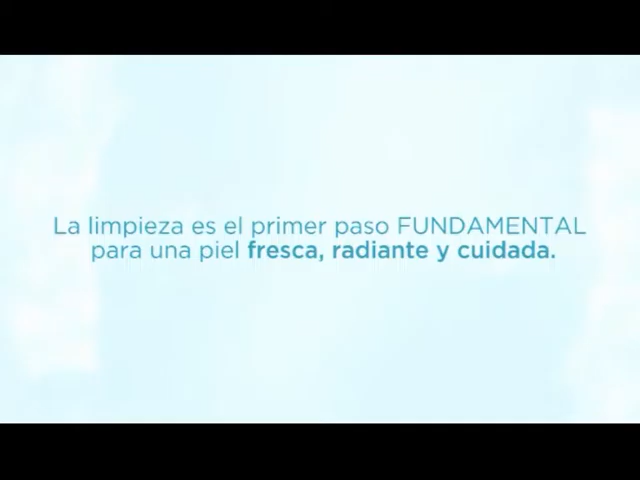 La limpieza es el primer paso FUNDAMENTAL
para una piel fresca, radiante y cuidada.